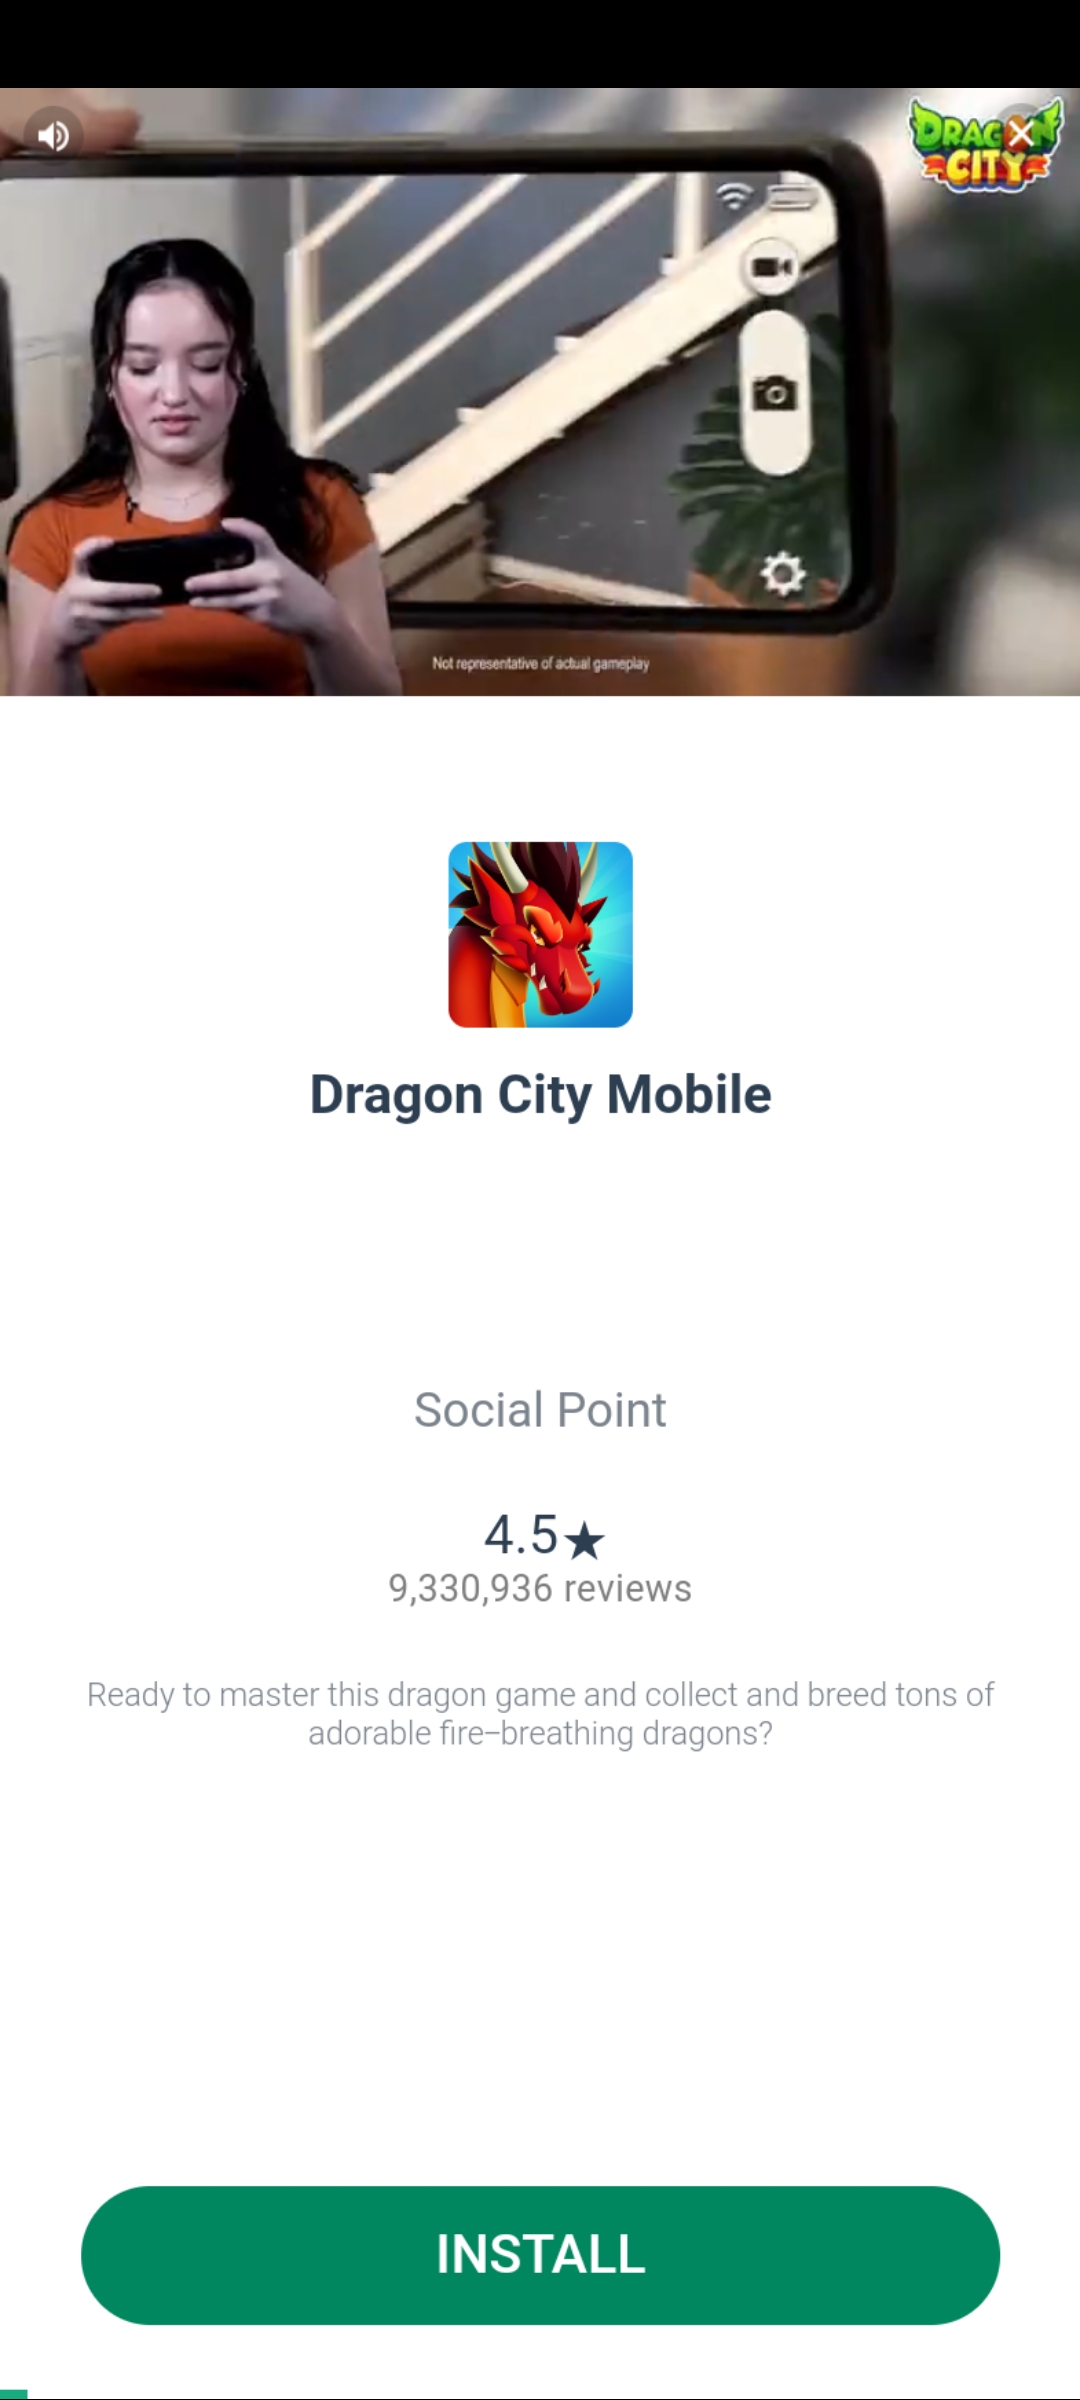 DRAGON
CITY
Not representative of actual gameplay
Dragon City Mobile
Social Point
4.5★
9,330,936 reviews
Ready to master this dragon game and collect and breed tons of
adorable fire–breathing dragons?
INSTALL